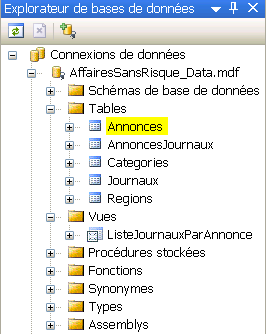 Explorateur de bases de données
Connexions de données
AffairesSansRisque_Data.mdf
Schémas de base de données
Tables
Annonces
AnnoncesJournaux
Categories
Journaux
Regions
Vues
ListeJournauxParAnnonce
Procédures stockées
Fonctions
Synonymes
Types
Assemblys